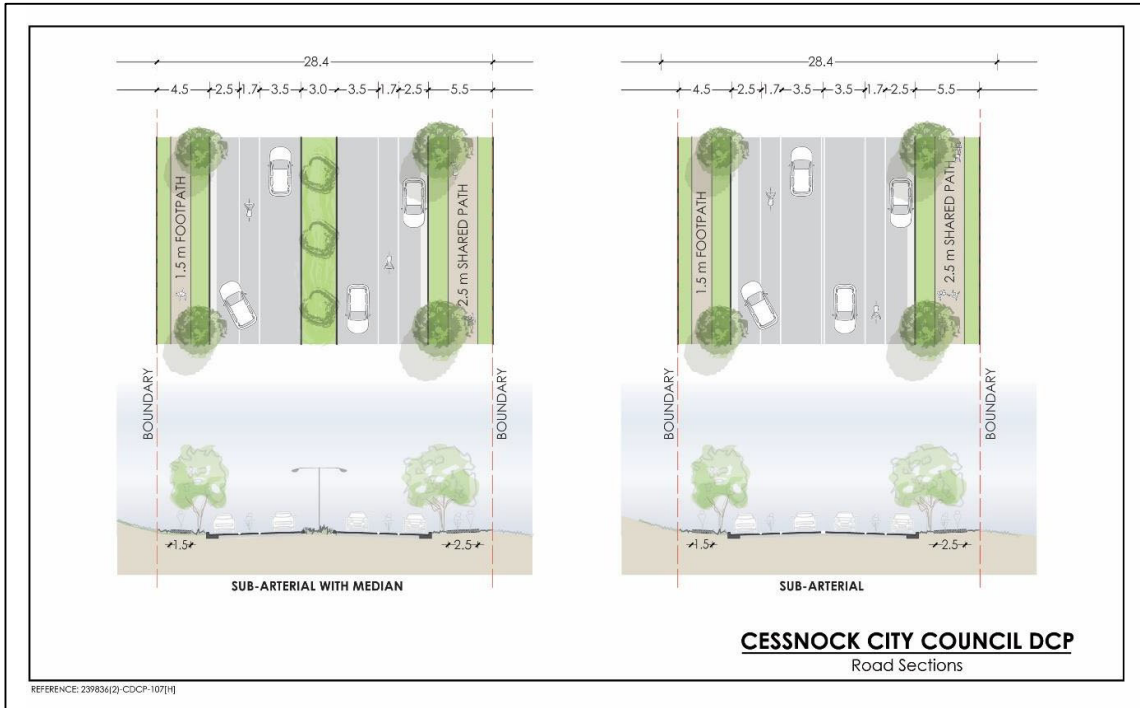 28.4
4.5 2.5 1.7 3.5 3.0 3.5 1.7 2.5 5.5
1.5 m FOOTPATH
2.5 m SHARED PATH
BOUNDARY
BOUNDARY
1.5
2.5
SUB-ARTERIAL WITH MEDIAN
28.4
4.5 2.5 1.7 3.5 3.5 1.7 2.5 5.5
1.5 m FOOTPATH
2.5 m SHARED PATH
BOUNDARY
BOUNDARY
1.5
2.5
SUB-ARTERIAL
CESSNOCK CITY COUNCIL DCP
Road Sections
REFERENCE: 239836(2)-CDCP-107[H]